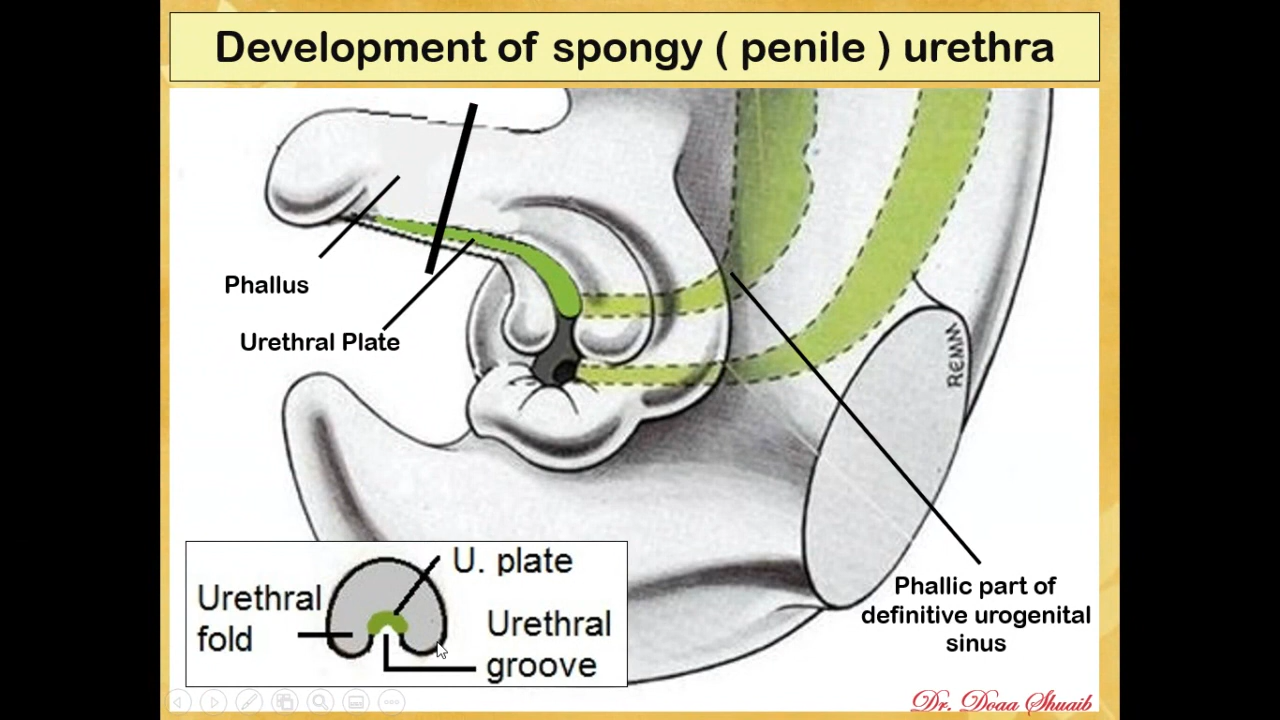 Development of spongy ( penile ) urethra
Phallus
Urethral Plate
REMM
Phallic part of
definitive urogenital
sinus
U. plate
Urethral
fold
Urethral
groove
Dr. Doaa Shuaib